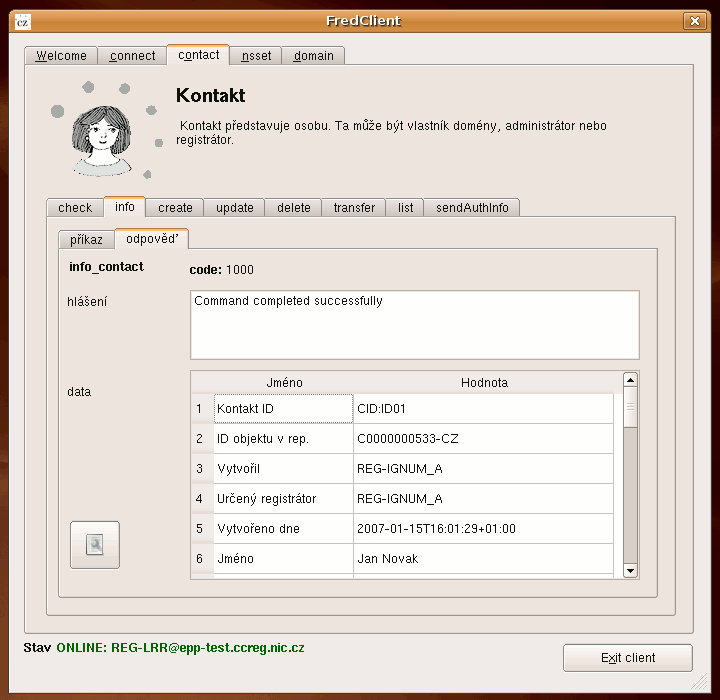 cz FredClient
Welcome connect contact nsset domain
Kontakt
Kontakt představuje osobu. Ta může být vlastník domény, administrátor nebo
registrátor.
check info create update delete transfer list sendAuthInfo
příkaz odpověď
info_contact code: 1000
hlášení Command completed successfully
data
Jméno Hodnota
1 Kontakt ID CID:ID01
2 ID objektu v rep. C0000000533-CZ
3 Vytvořil REG-IGNUM_A
4 Určený registrátor REG-IGNUM_A
5 Vytvořeno dne 2007-01-15T16:01:29+01:00
6 Jméno Jan Novak
Stav ONLINE: REG-LRR@epp-test.ccreg.nic.cz
Exit client